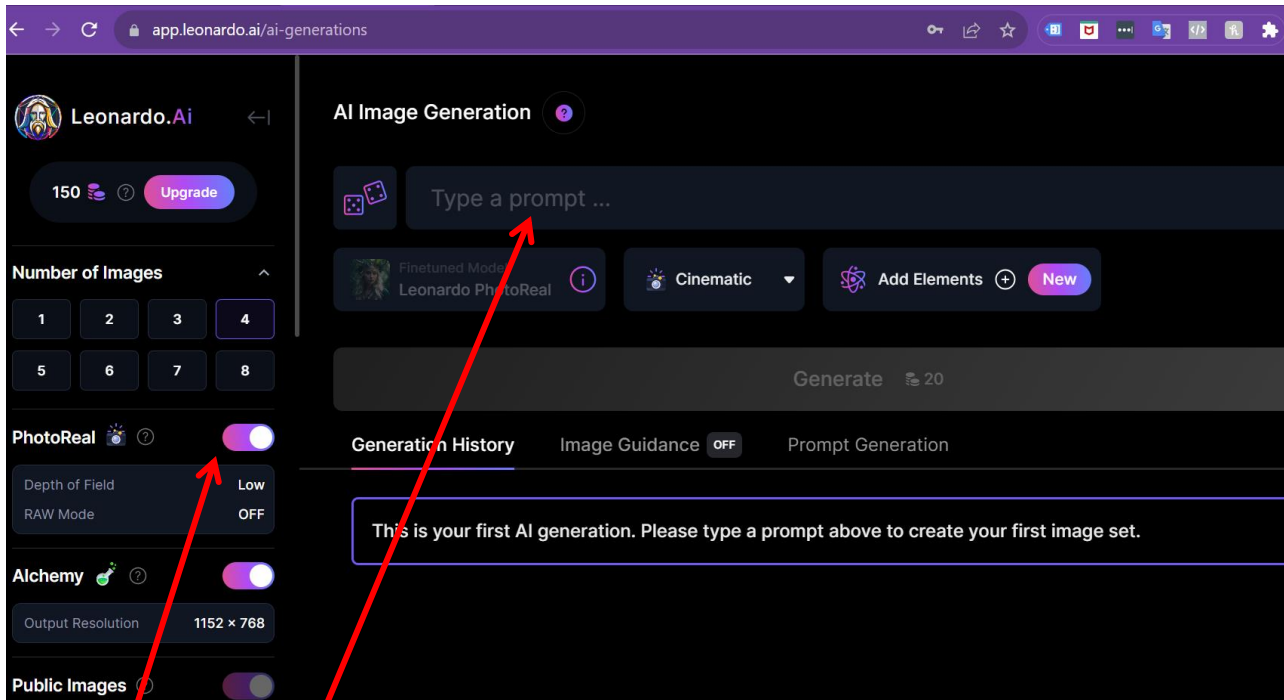 app.leonardo.ai/ai-generations
Leonardo.Ai
150 Upgrade
Number of Images
1 2 3 4
5 6 7 8
PhotoReal
Depth of Field Low
RAW Mode OFF
Alchemy
Output Resolution 1152 × 768
Public Images
AI Image Generation
Type a prompt ...
Finetuned Model
Leonardo PhotoReal
Cinematic
Add Elements New
Generate 20
Generation History Image Guidance OFF Prompt Generation
This is your first AI generation. Please type a prompt above to create your first image set.